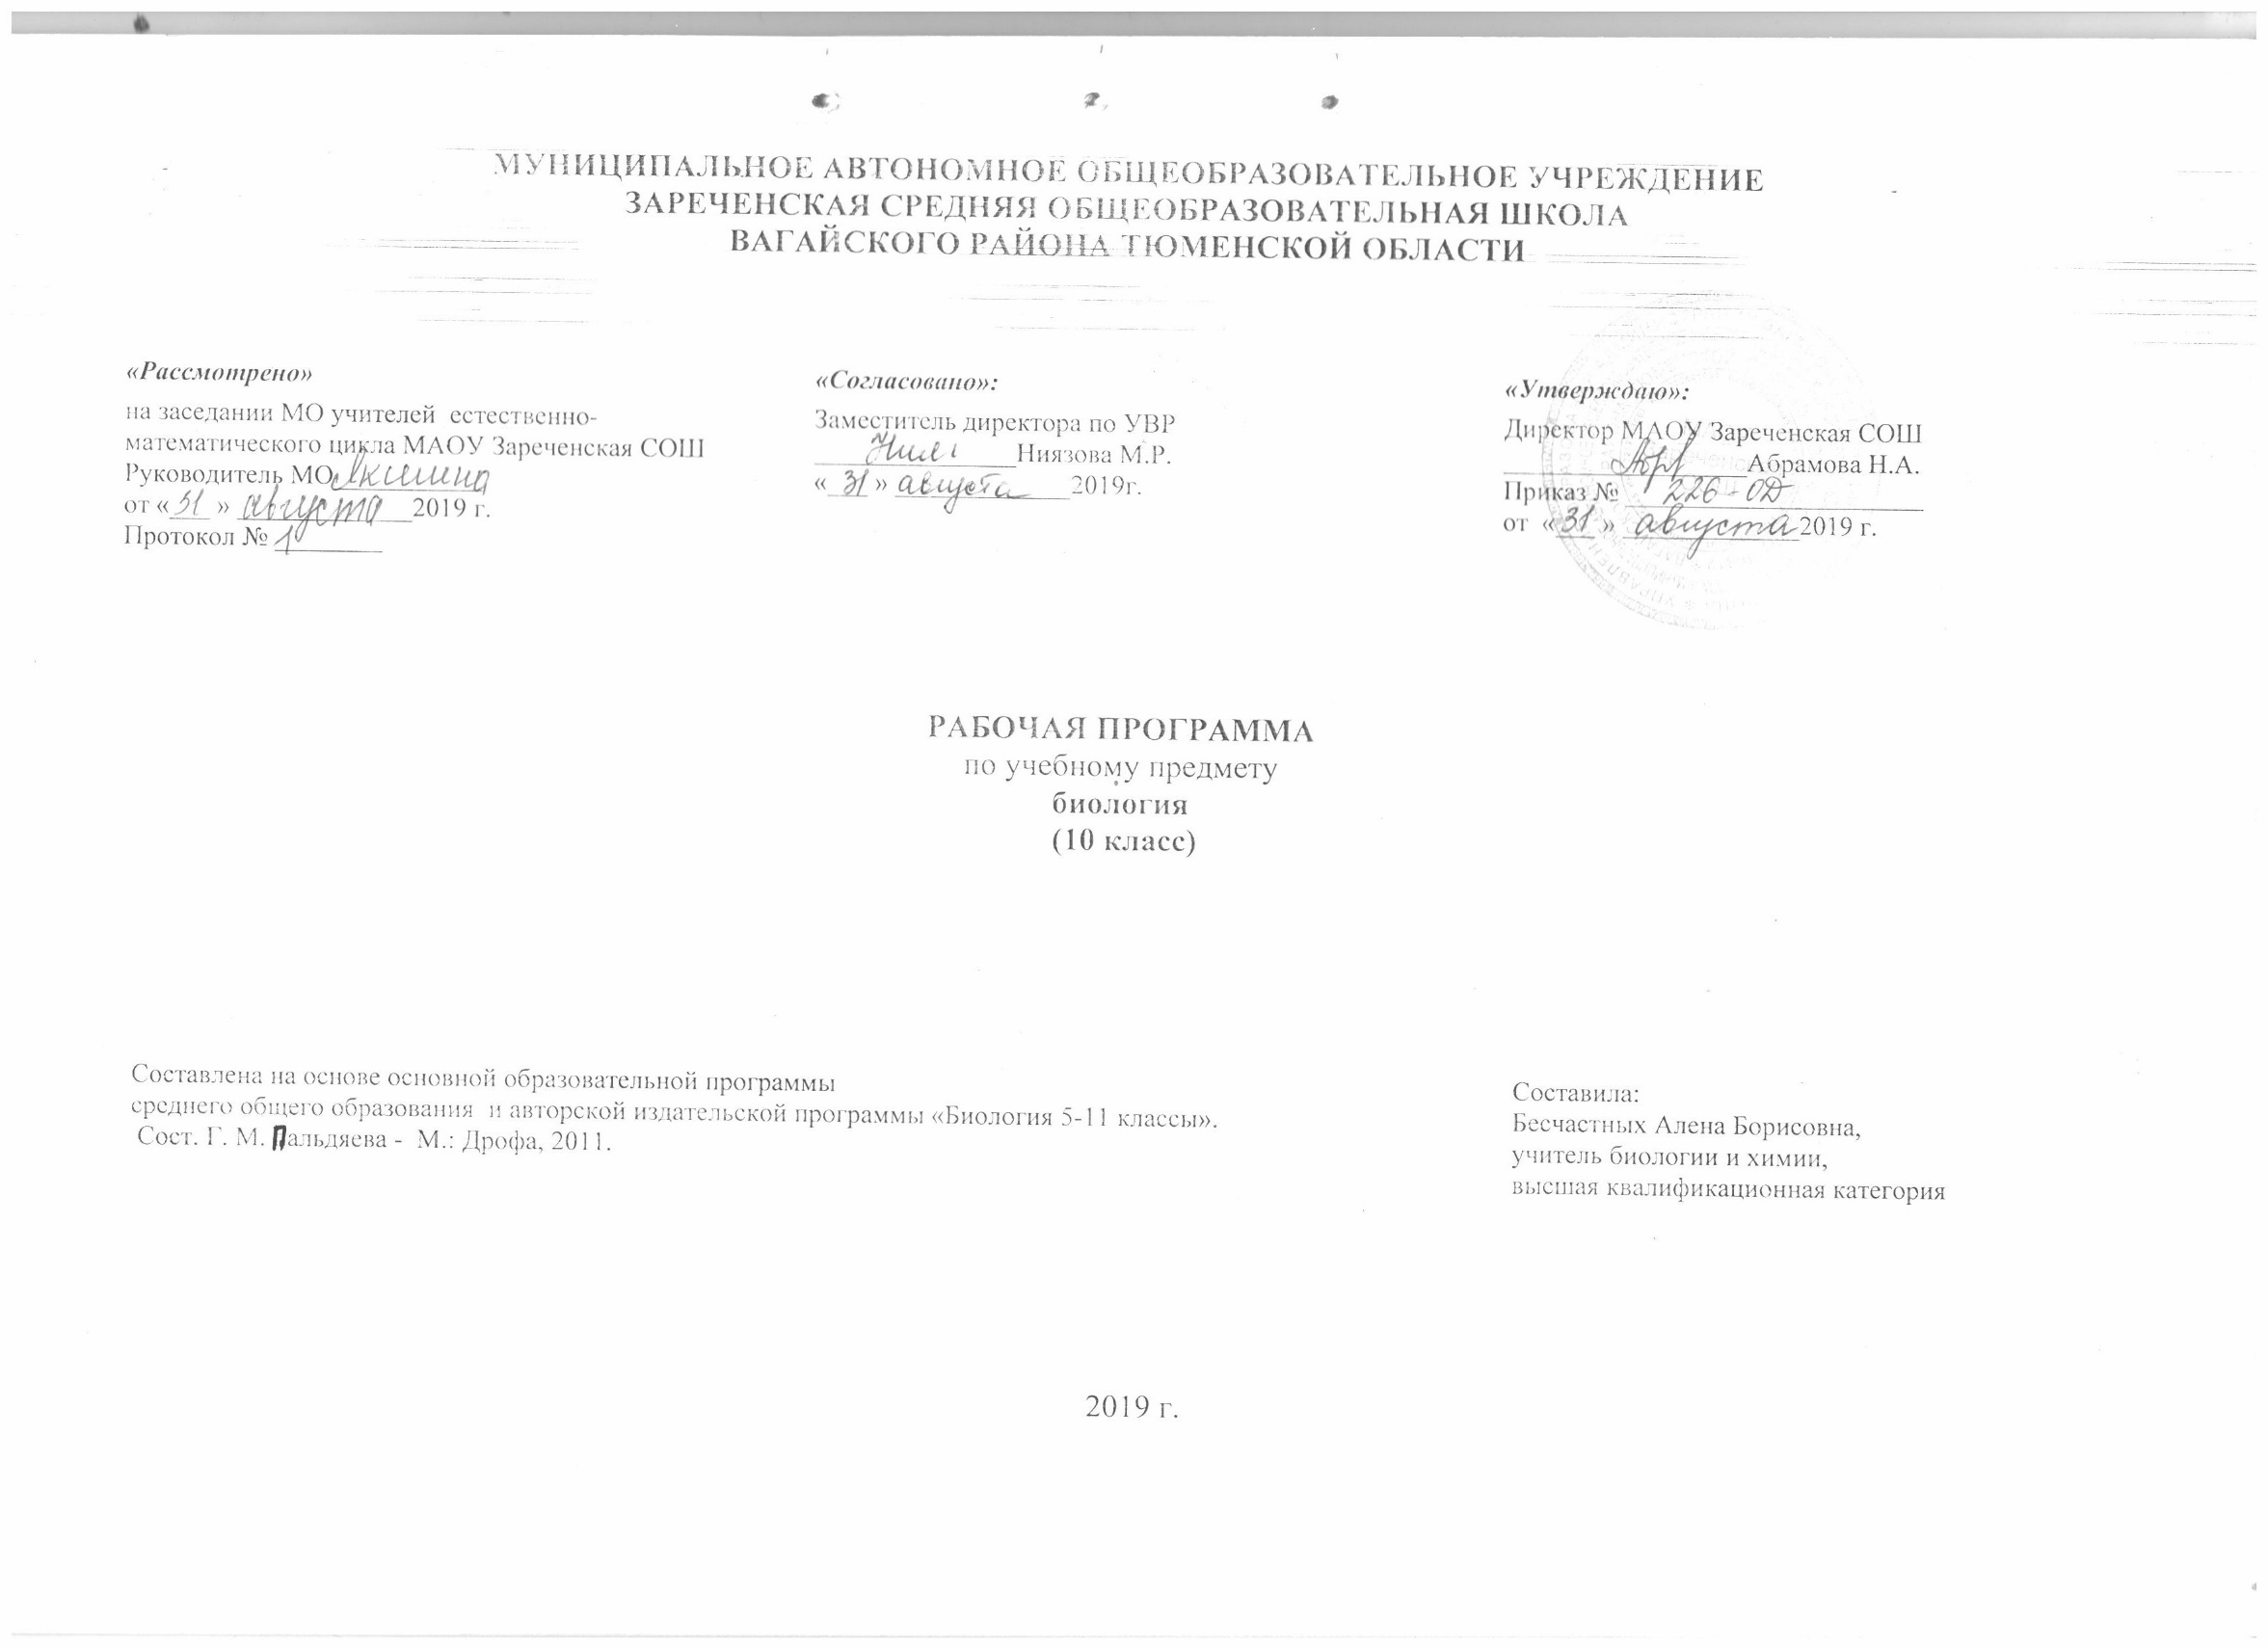 МУНИЦИПАЛЬНОЕ АВТОНОМНОЕ ОБЩЕОБРАЗОВАТЕЛЬНОЕ УЧРЕЖДЕНИЕ
ЗАРЕЧЕНСКАЯ СРЕДНЯЯ ОБЩЕОБРАЗОВАТЕЛЬНАЯ ШКОЛА
ВАГАЙСКОГО РАЙОНА ТЮМЕНСКОЙ ОБЛАСТИ
«Рассмотрено»
на заседании МО учителей естественно-
математического цикла МАОУ Зареченская СОШ
Руководитель МО
от «31» августа 2019 г.
Протокол № 1
«Согласовано»:
Заместитель директора по УВР
Ниязова М.Р.
«31» августа 2019г.
«Утверждаю»:
Директор МАОУ Зареченская СОШ
Абрамова Н.А.
Приказ № 226-ОД
от «31» августа 2019 г.
РАБОЧАЯ ПРОГРАММА
по учебному предмету
биология
(10 класс)
Составлена на основе основной образовательной программы
среднего общего образования и авторской издательской программы «Биология 5-11 классы».
Сост. Г. М. Пальдяева - М.: Дрофа, 2011.
Составила:
Бесчастных Алена Борисовна,
учитель биологии и химии,
высшая квалификационная категория
2019 г.